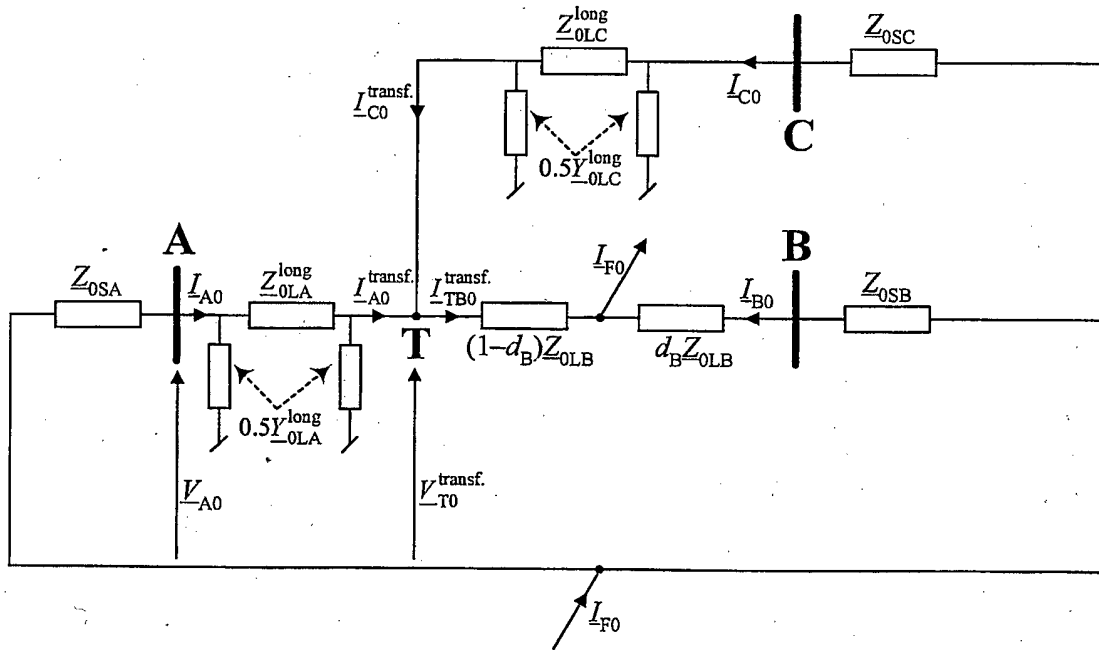 Z_0LC^long
Z_0SC
I_C0^transf.
I_C0
C
0.5Y_0LC^long
A
B
I_F0
Z_0SA
I_A0
Z_0LA^long
I_A0^transf.
I_TB0^transf.
I_B0
Z_0SB
T
(1–d_B)Z_0LB
d_BZ_0LB
0.5Y_0LA^long
V_A0
V_T0^transf.
I_F0